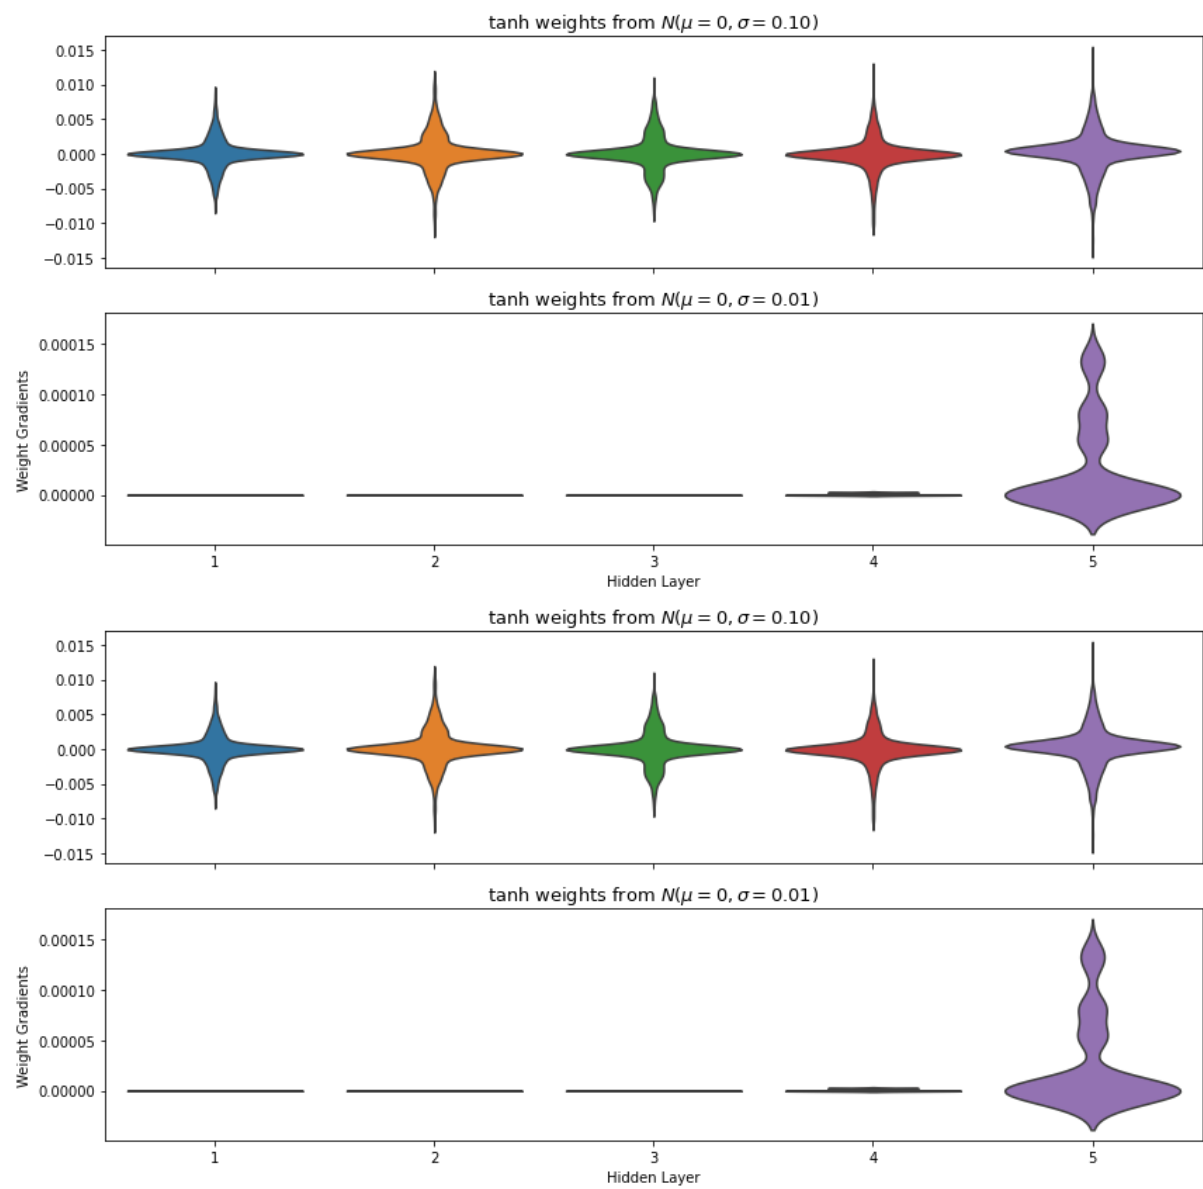 tanh weights from N(μ = 0, σ = 0.10)
0.015
0.010
0.005
0.000
−0.005
−0.010
−0.015
tanh weights from N(μ = 0, σ = 0.01)
Weight Gradients
0.00015
0.00010
0.00005
0.00000
1 2 3 4 5
Hidden Layer
tanh weights from N(μ = 0, σ = 0.10)
0.015
0.010
0.005
0.000
−0.005
−0.010
−0.015
tanh weights from N(μ = 0, σ = 0.01)
Weight Gradients
0.00015
0.00010
0.00005
0.00000
1 2 3 4 5
Hidden Layer